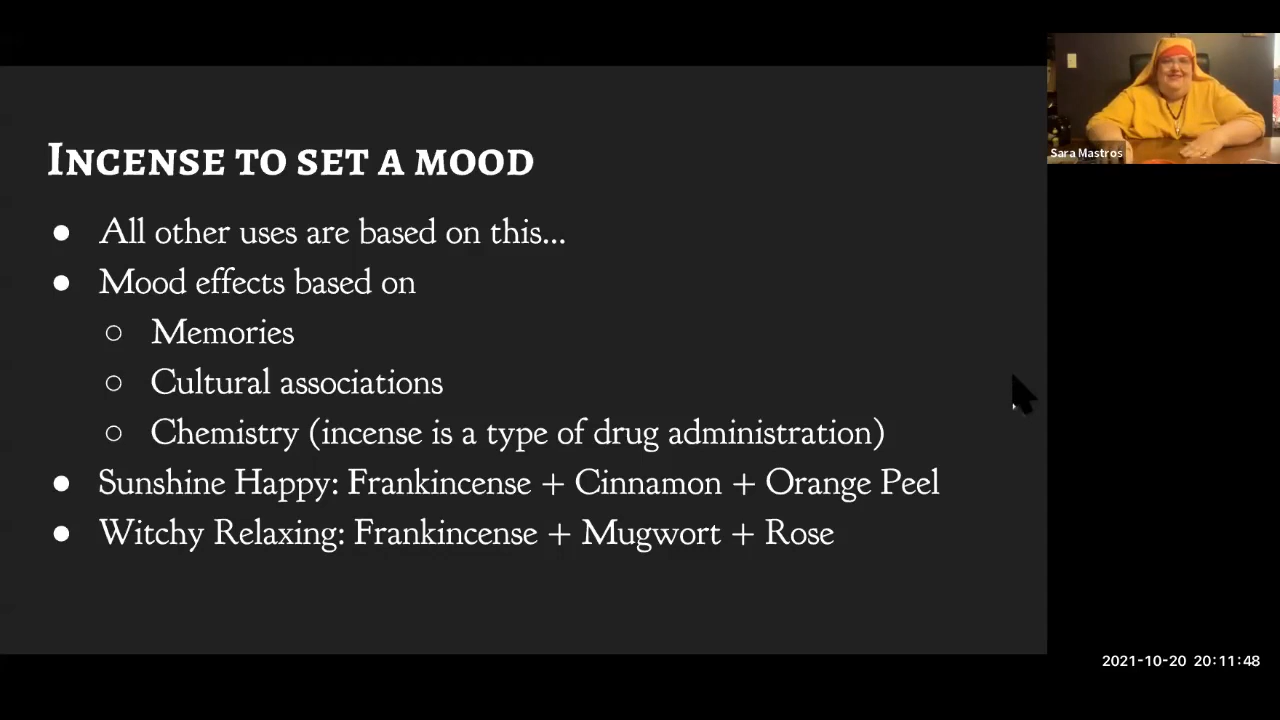 Incense to set a mood
● All other uses are based on this...
● Mood effects based on
○ Memories
○ Cultural associations
○ Chemistry (incense is a type of drug administration)
● Sunshine Happy: Frankincense + Cinnamon + Orange Peel
● Witchy Relaxing: Frankincense + Mugwort + Rose
Sara Mastros
2021-10-20 20:11:48